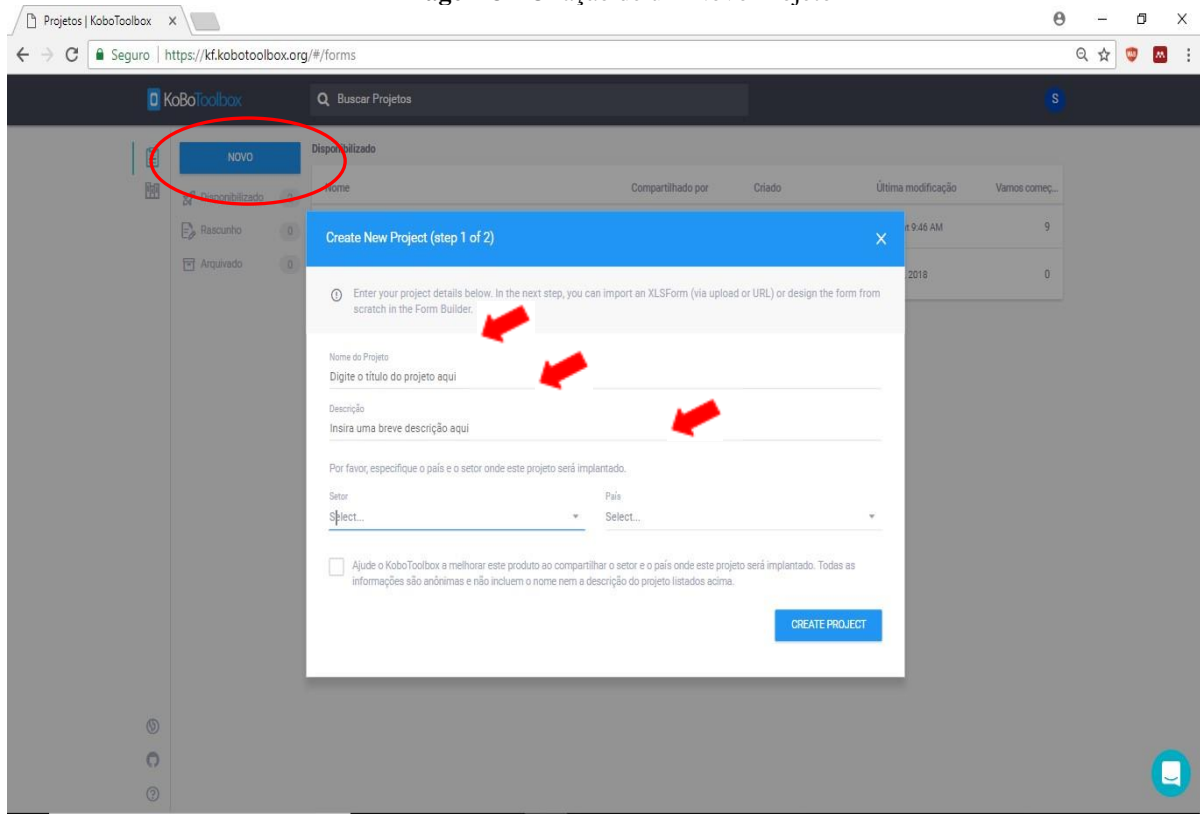 Projetos | KoboToolbox
Seguro | https://kf.kobotoolbox.org/#/forms
KoBoToolbox
Buscar Projetos
S
NOVO
Disponibilizado
Nome Compartilhado por Criado Última modificação Vamos começ...
Disponibilizado
Rascunho 0
9:46 AM 9
Arquivado 0
2018 0
Create New Project (step 1 of 2)
X
Enter your project details below. In the next step, you can import an XLSForm (via upload or URL) or design the form from
scratch in the Form Builder.
Nome do Projeto
Digite o título do projeto aqui
Descrição
Insira uma breve descrição aqui
Por favor, especifique o país e o setor onde este projeto será implantado.
Setor País
Select... Select...
Ajude o KoboToolbox a melhorar este produto ao compartilhar o setor e o país onde este projeto será implantado. Todas as
informações são anônimas e não incluem o nome nem a descrição do projeto listados acima.
CREATE PROJECT